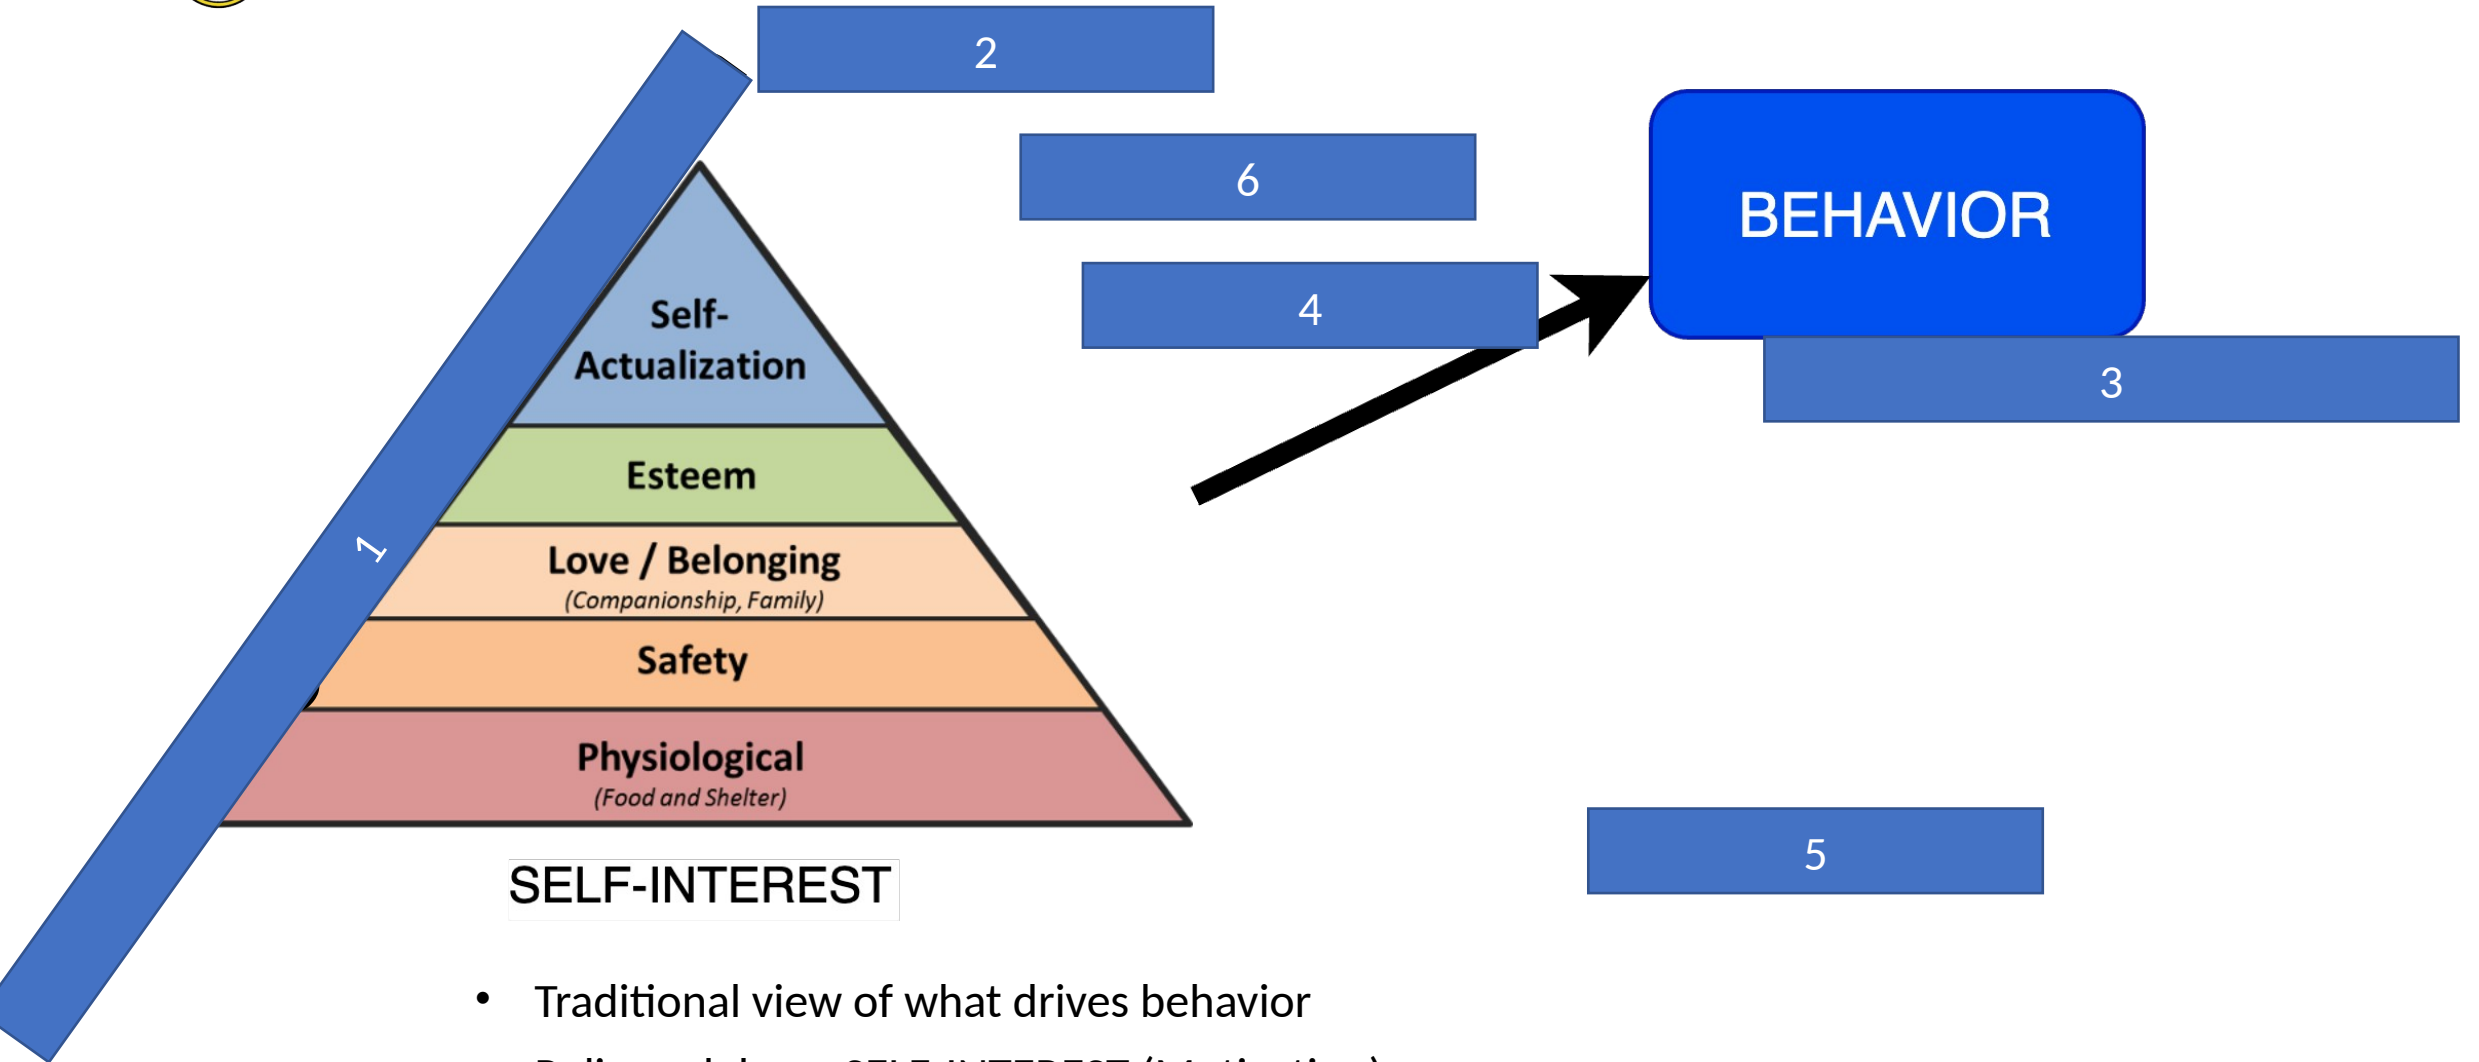 2
6
BEHAVIOR
4
3
Self-
Actualization
Esteem
1
Love / Belonging
(Companionship, Family)
Safety
Physiological
(Food and Shelter)
5
SELF-INTEREST
• Traditional view of what drives behavior